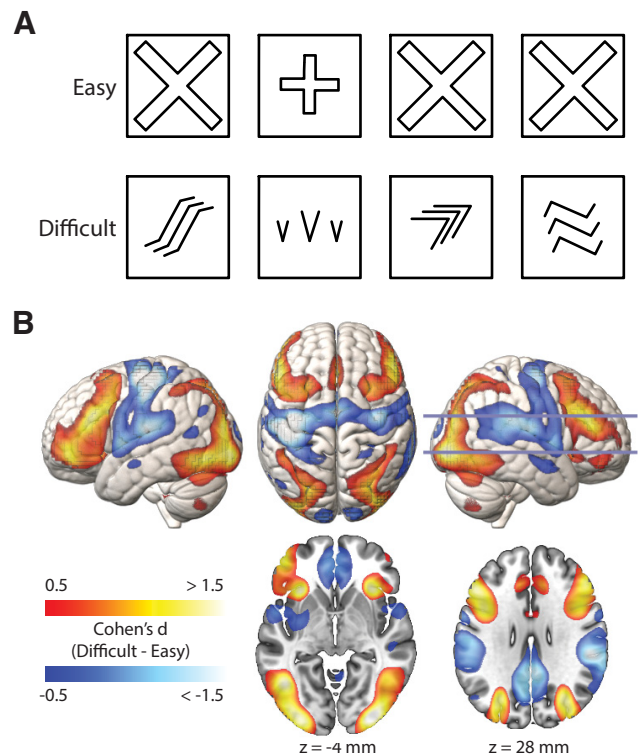 A
Easy
Difficult
B
0.5 > 1.5
Cohen's d
(Difficult - Easy)
-0.5 < -1.5
z = -4 mm
z = 28 mm